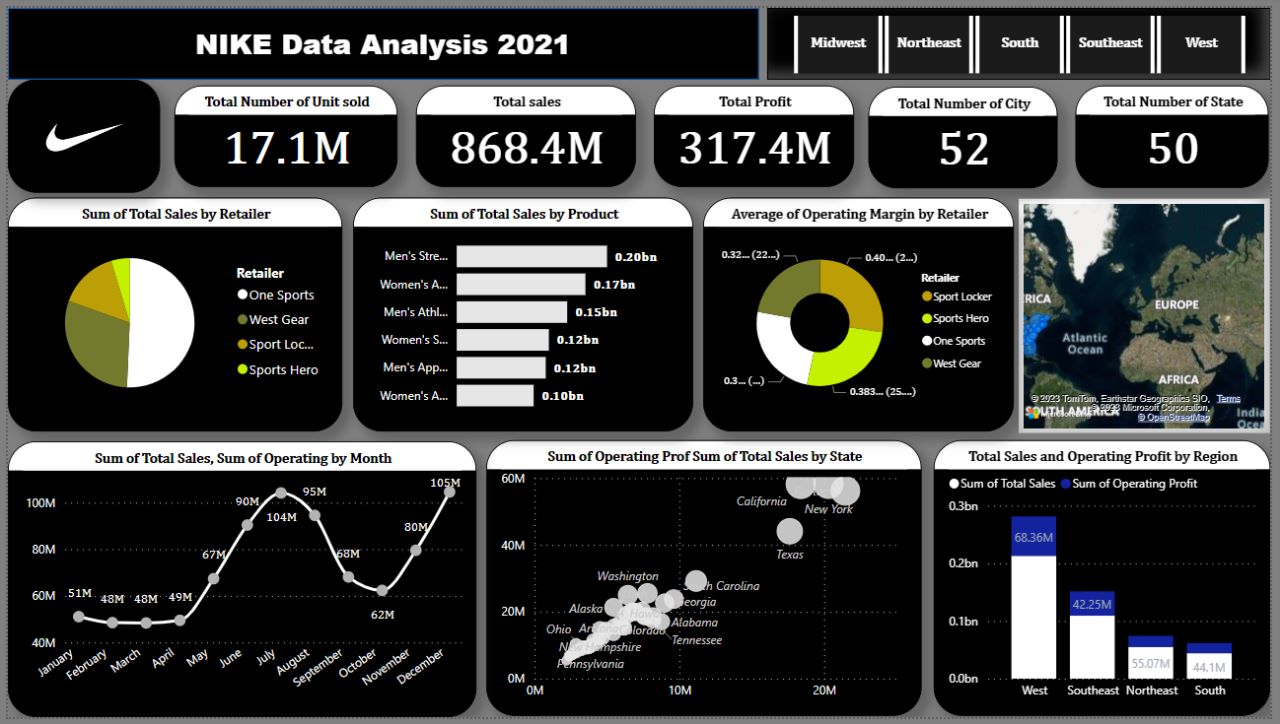 NIKE Data Analysis 2021
Midwest
Northeast
South
Southeast
West
Total Number of Unit sold
17.1M
Total sales
868.4M
Total Profit
317.4M
Total Number of City
52
Total Number of State
50
Sum of Total Sales by Retailer
Retailer
One Sports
West Gear
Sport Loc...
Sports Hero
Sum of Total Sales by Product
Men's Stre...
0.20bn
Women's A...
0.17bn
Men's Athl...
0.15bn
Women's S...
0.12bn
Men's App...
0.12bn
Women's A...
0.10bn
Average of Operating Margin by Retailer
0.32... (22...)
0.40... (2...)
0.3... (...)
0.383... (25....)
Retailer
Sport Locker
Sports Hero
One Sports
West Gear
RICA
EUROPE
Atlantic
Ocean
AFRICA
SOUTH AMERICA
India
Ocea
© 2023 TomTom, Earthstar Geographics SIO, Terms
© 2023 Microsoft Corporation,
© OpenStreetMap
Sum of Total Sales, Sum of Operating by Month
100M
80M
60M
40M
51M
48M
48M
49M
67M
90M
104M
95M
68M
62M
80M
105M
January
February
March
April
May
June
July
August
September
October
November
December
Sum of Operating Prof Sum of Total Sales by State
60M
40M
20M
0M
0M
10M
20M
California
New York
Texas
Washington
Carolina
Georgia
Alaska
Alabama
Ohio
Colorado
Tennessee
New Hampshire
Pennsylvania
Total Sales and Operating Profit by Region
Sum of Total Sales
Sum of Operating Profit
0.3bn
0.2bn
0.1bn
0.0bn
68.36M
42.25M
55.07M
44.1M
West
Southeast
Northeast
South